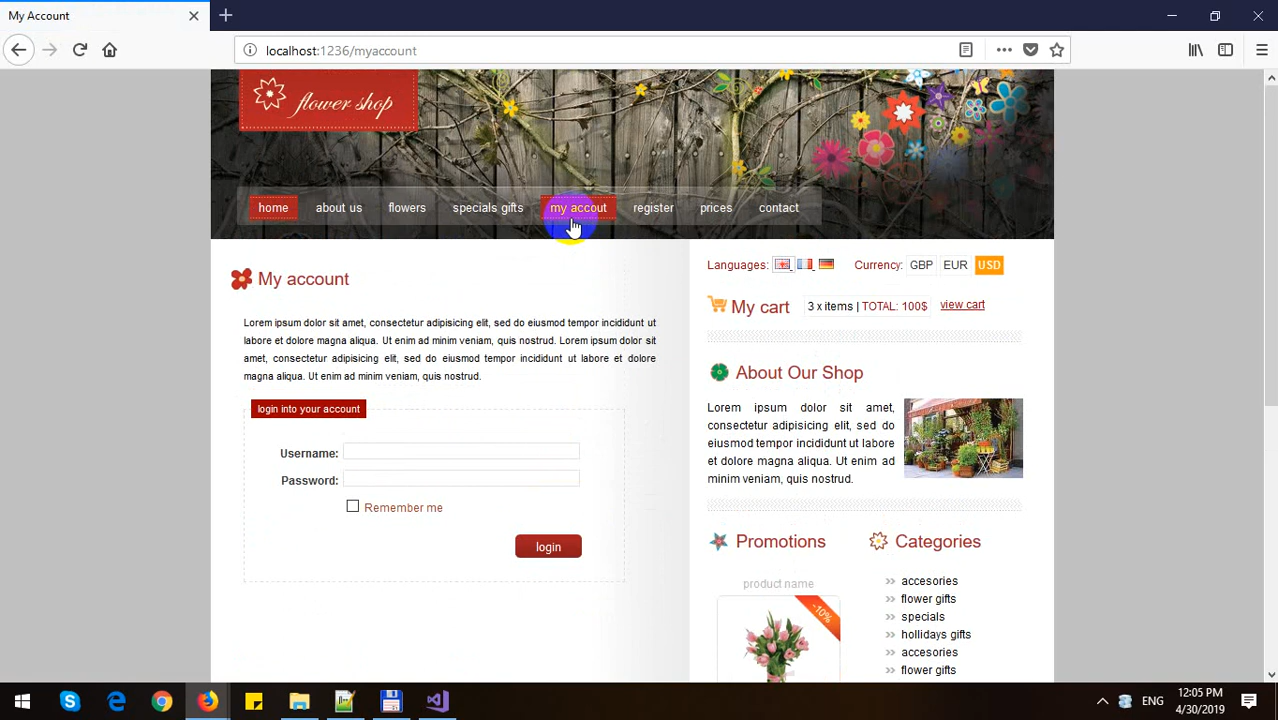 My Account
localhost:1236/myaccount
flower shop
home about us flowers specials gifts my accout register prices contact
My account
Lorem ipsum dolor sit amet, consectetur adipisicing elit, sed do eiusmod tempor incididunt ut
labore et dolore magna aliqua. Ut enim ad minim veniam, quis nostrud. Lorem ipsum dolor sit
amet, consectetur adipisicing elit, sed do eiusmod tempor incididunt ut labore et dolore
magna aliqua. Ut enim ad minim veniam, quis nostrud.
login into your account
Username:
Password:
Remember me
login
Languages: Currency: GBP EUR USD
My cart 3 x items | TOTAL: 100$ view cart
About Our Shop
Lorem ipsum dolor sit amet,
consectetur adipisicing elit, sed do
eiusmod tempor incididunt ut labore
et dolore magna aliqua. Ut enim ad
minim veniam, quis nostrud.
Promotions
product name
-10%
Categories
accesories
flower gifts
specials
hollidays gifts
accesories
flower gifts
ENG
12:05 PM
4/30/2019